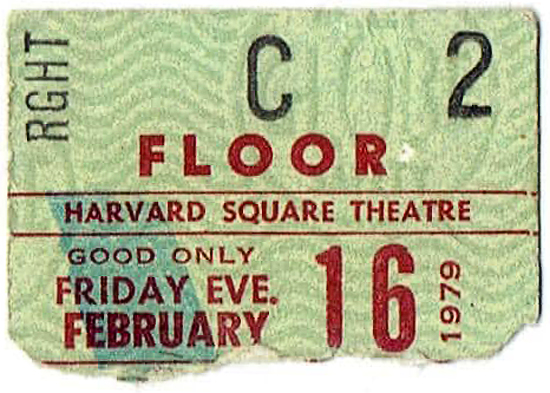 RGHT
C 2
FLOOR
HARVARD SQUARE THEATRE
GOOD ONLY
FRIDAY EVE.
FEBRUARY
16
1979